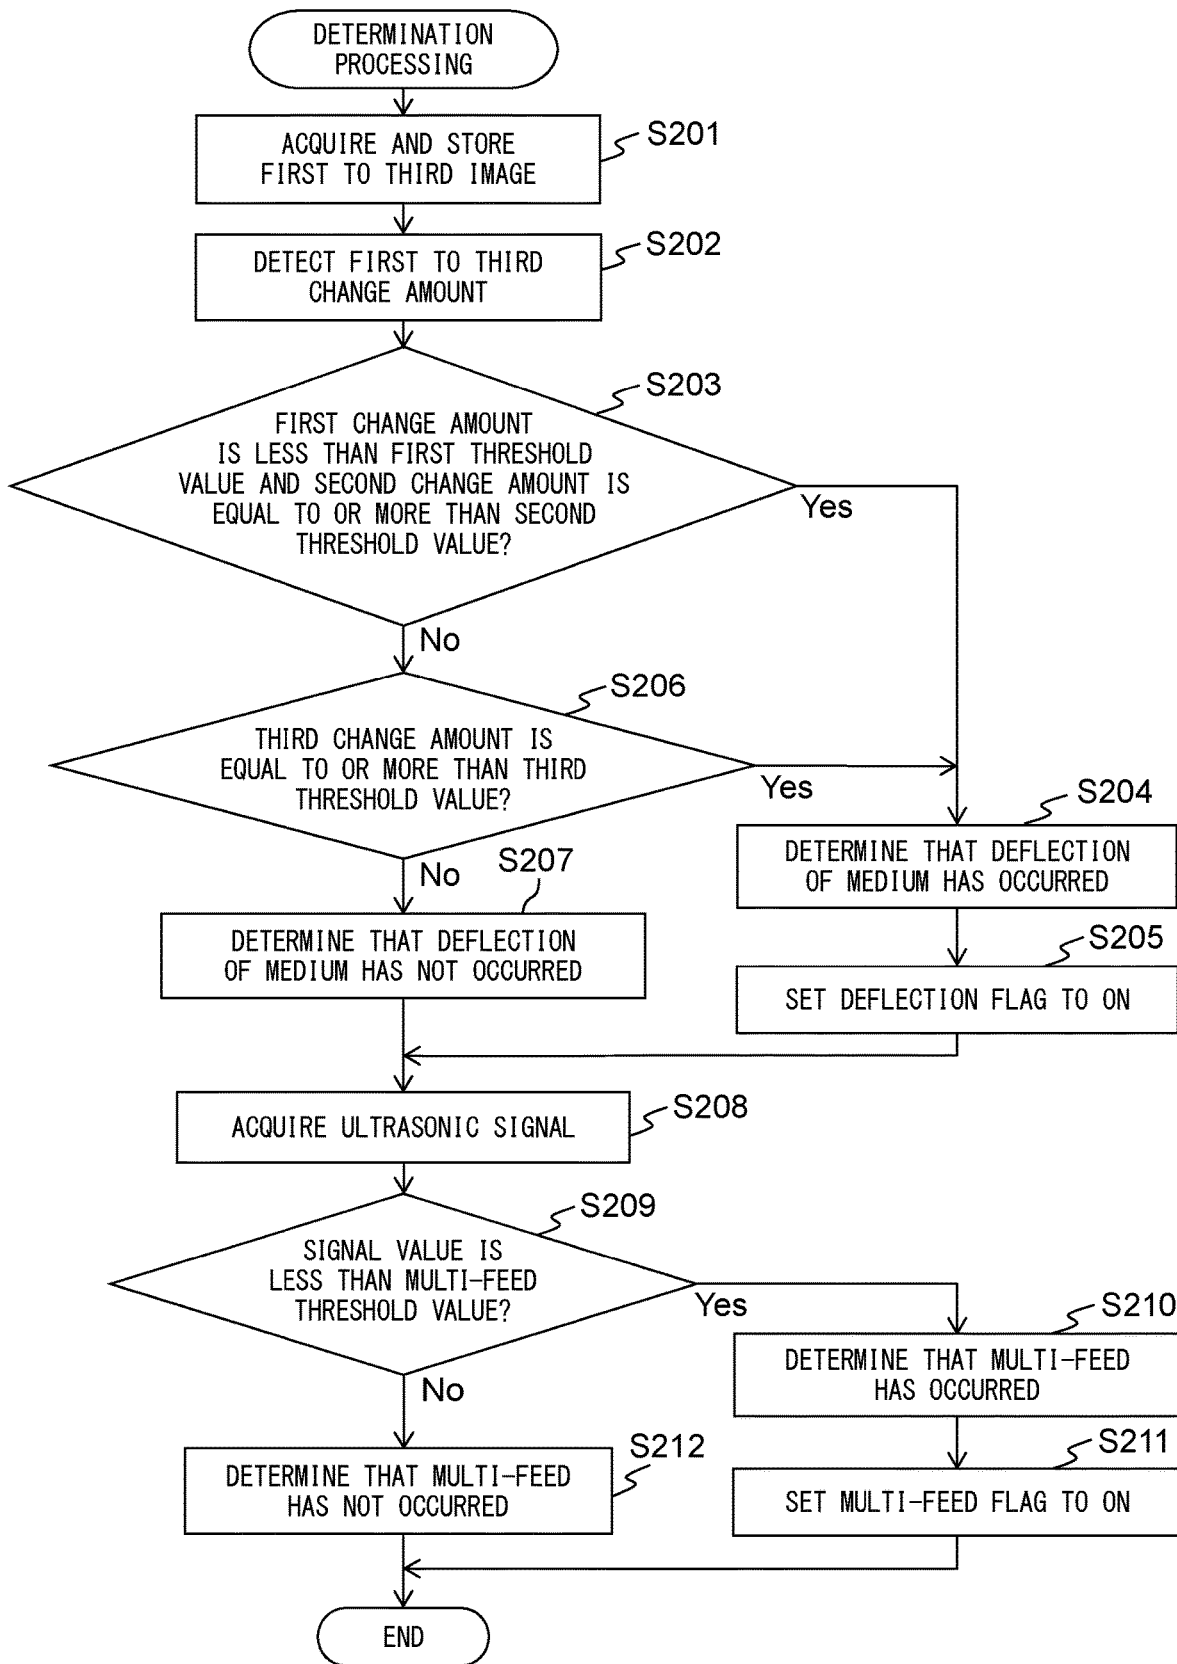 DETERMINATION
PROCESSING
ACQUIRE AND STORE
FIRST TO THIRD IMAGE
S201
DETECT FIRST TO THIRD
CHANGE AMOUNT
S202
FIRST CHANGE AMOUNT
IS LESS THAN FIRST THRESHOLD
VALUE AND SECOND CHANGE AMOUNT IS
EQUAL TO OR MORE THAN SECOND
THRESHOLD VALUE?
S203
Yes
No
THIRD CHANGE AMOUNT IS
EQUAL TO OR MORE THAN THIRD
THRESHOLD VALUE?
S206
Yes
No
DETERMINE THAT DEFLECTION
OF MEDIUM HAS OCCURRED
S204
SET DEFLECTION FLAG TO ON
S205
DETERMINE THAT DEFLECTION
OF MEDIUM HAS NOT OCCURRED
S207
ACQUIRE ULTRASONIC SIGNAL
S208
SIGNAL VALUE IS
LESS THAN MULTI-FEED
THRESHOLD VALUE?
S209
Yes
No
DETERMINE THAT MULTI-FEED
HAS OCCURRED
S210
SET MULTI-FEED FLAG TO ON
S211
DETERMINE THAT MULTI-FEED
HAS NOT OCCURRED
S212
END